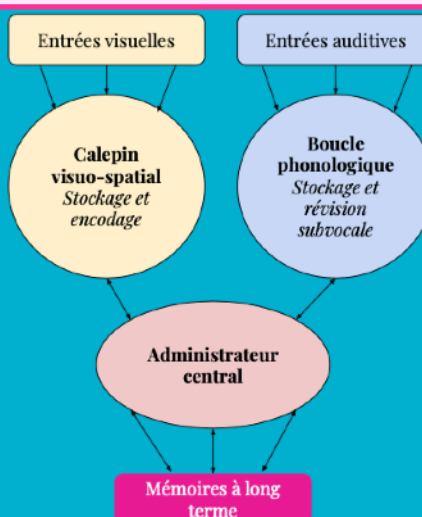 Entrées visuelles
Entrées auditives
Calepin
visuo-spatial
Stockage et
encodage
Boucle
phonologique
Stockage et
révision
subvocale
Administrateur
central
Mémoires à long
terme